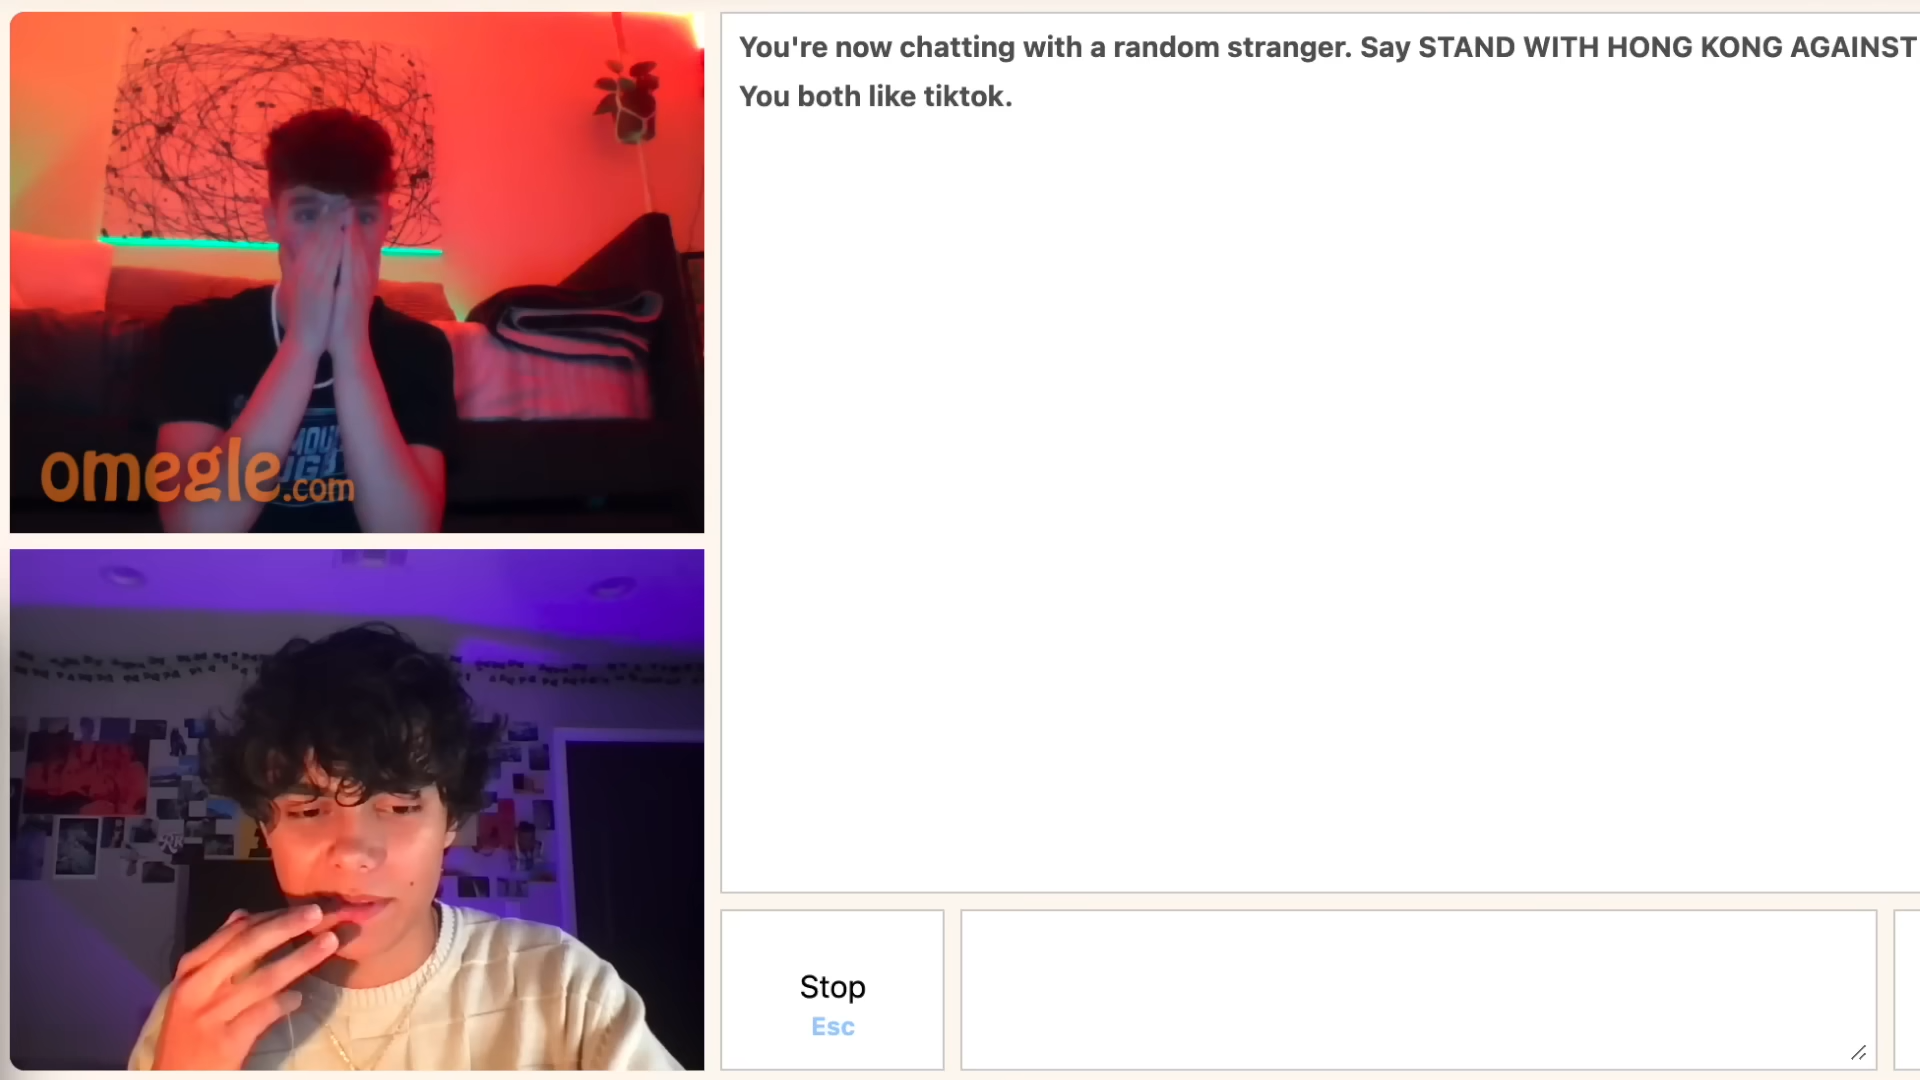 You're now chatting with a random stranger. Say STAND WITH HONG KONG AGAINST
You both like tiktok.
omegle.com
Stop
Esc